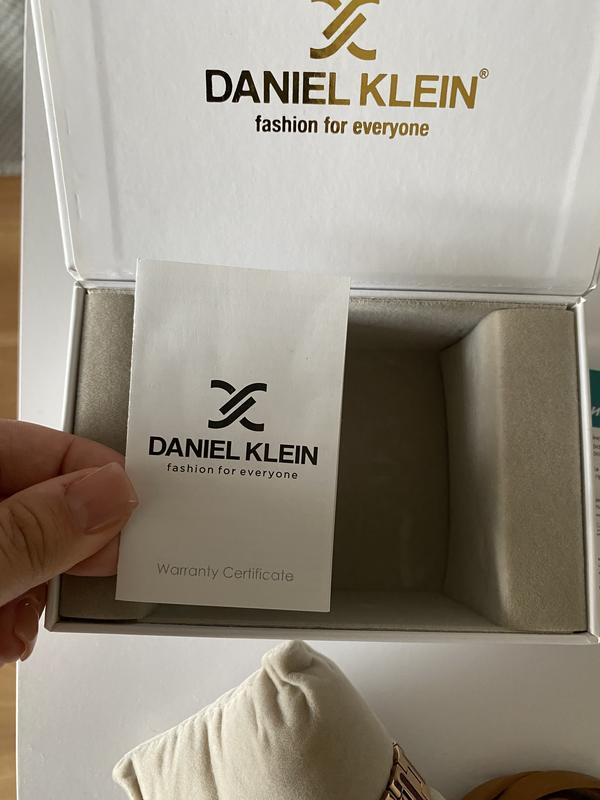 DANIEL KLEIN®
fashion for everyone
DANIEL KLEIN
fashion for everyone
Warranty Certificate